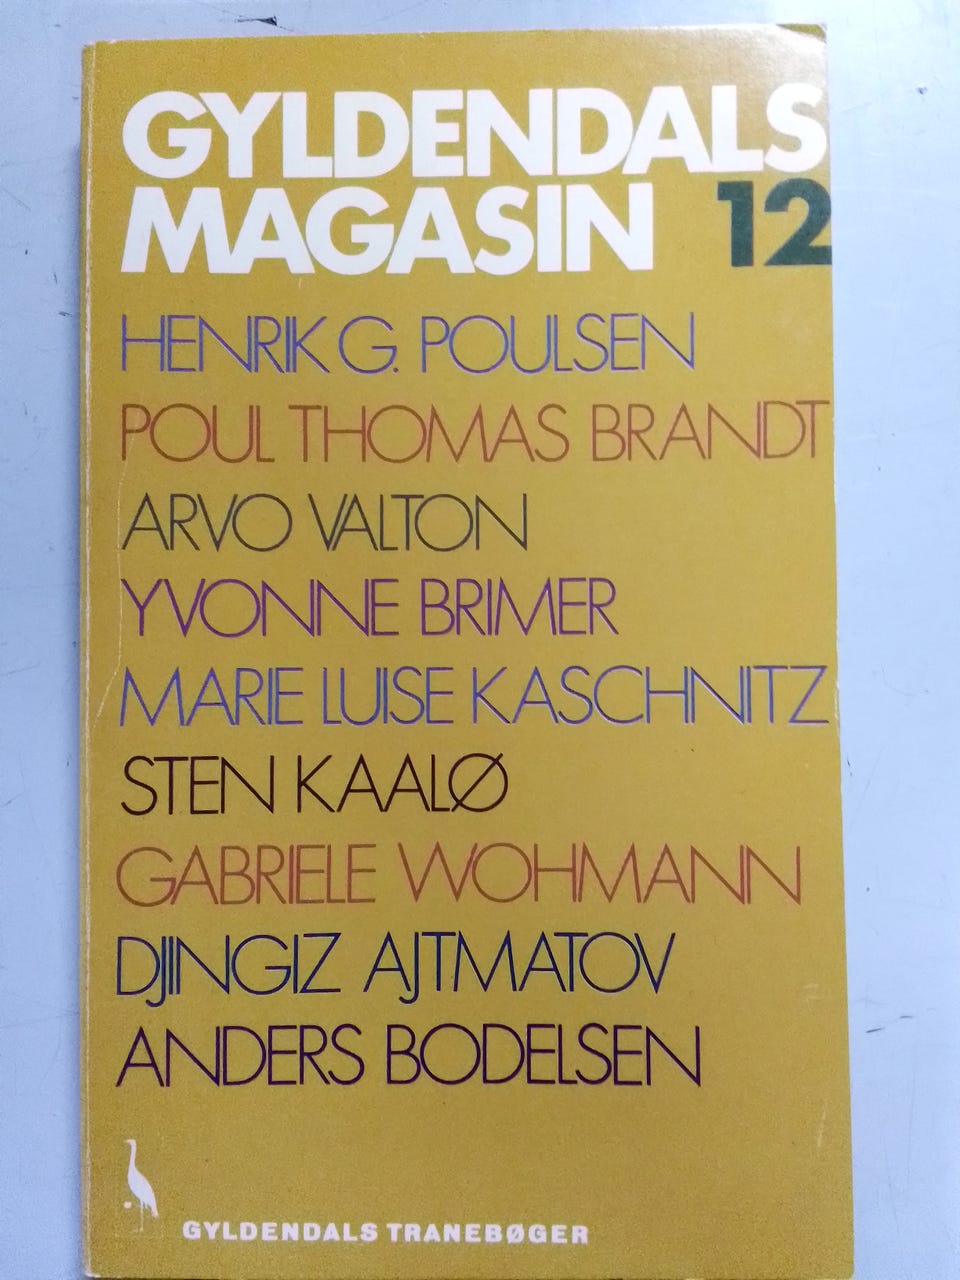 GYLDENDALS
MAGASIN 12
HENRIK G. POULSEN
POUL THOMAS BRANDT
ARVO VALTON
YVONNE BRIMER
MARIE LUISE KASCHNITZ
STEN KAALØ
GABRIELE WOHMANN
DJINGIZ AJTMATOV
ANDERS BODELSEN
GYLDENDALS TRANEBØGER